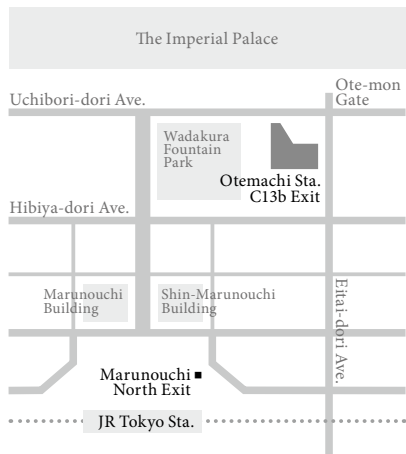 The Imperial Palace
Ote-mon
Gate
Uchibori-dori Ave.
Wadakura
Fountain
Park
Otemachi Sta.
C13b Exit
Hibiya-dori Ave.
Marunouchi
Building
Shin-Marunouchi
Building
Eitai-dori Ave.
Marunouchi
North Exit
JR Tokyo Sta.